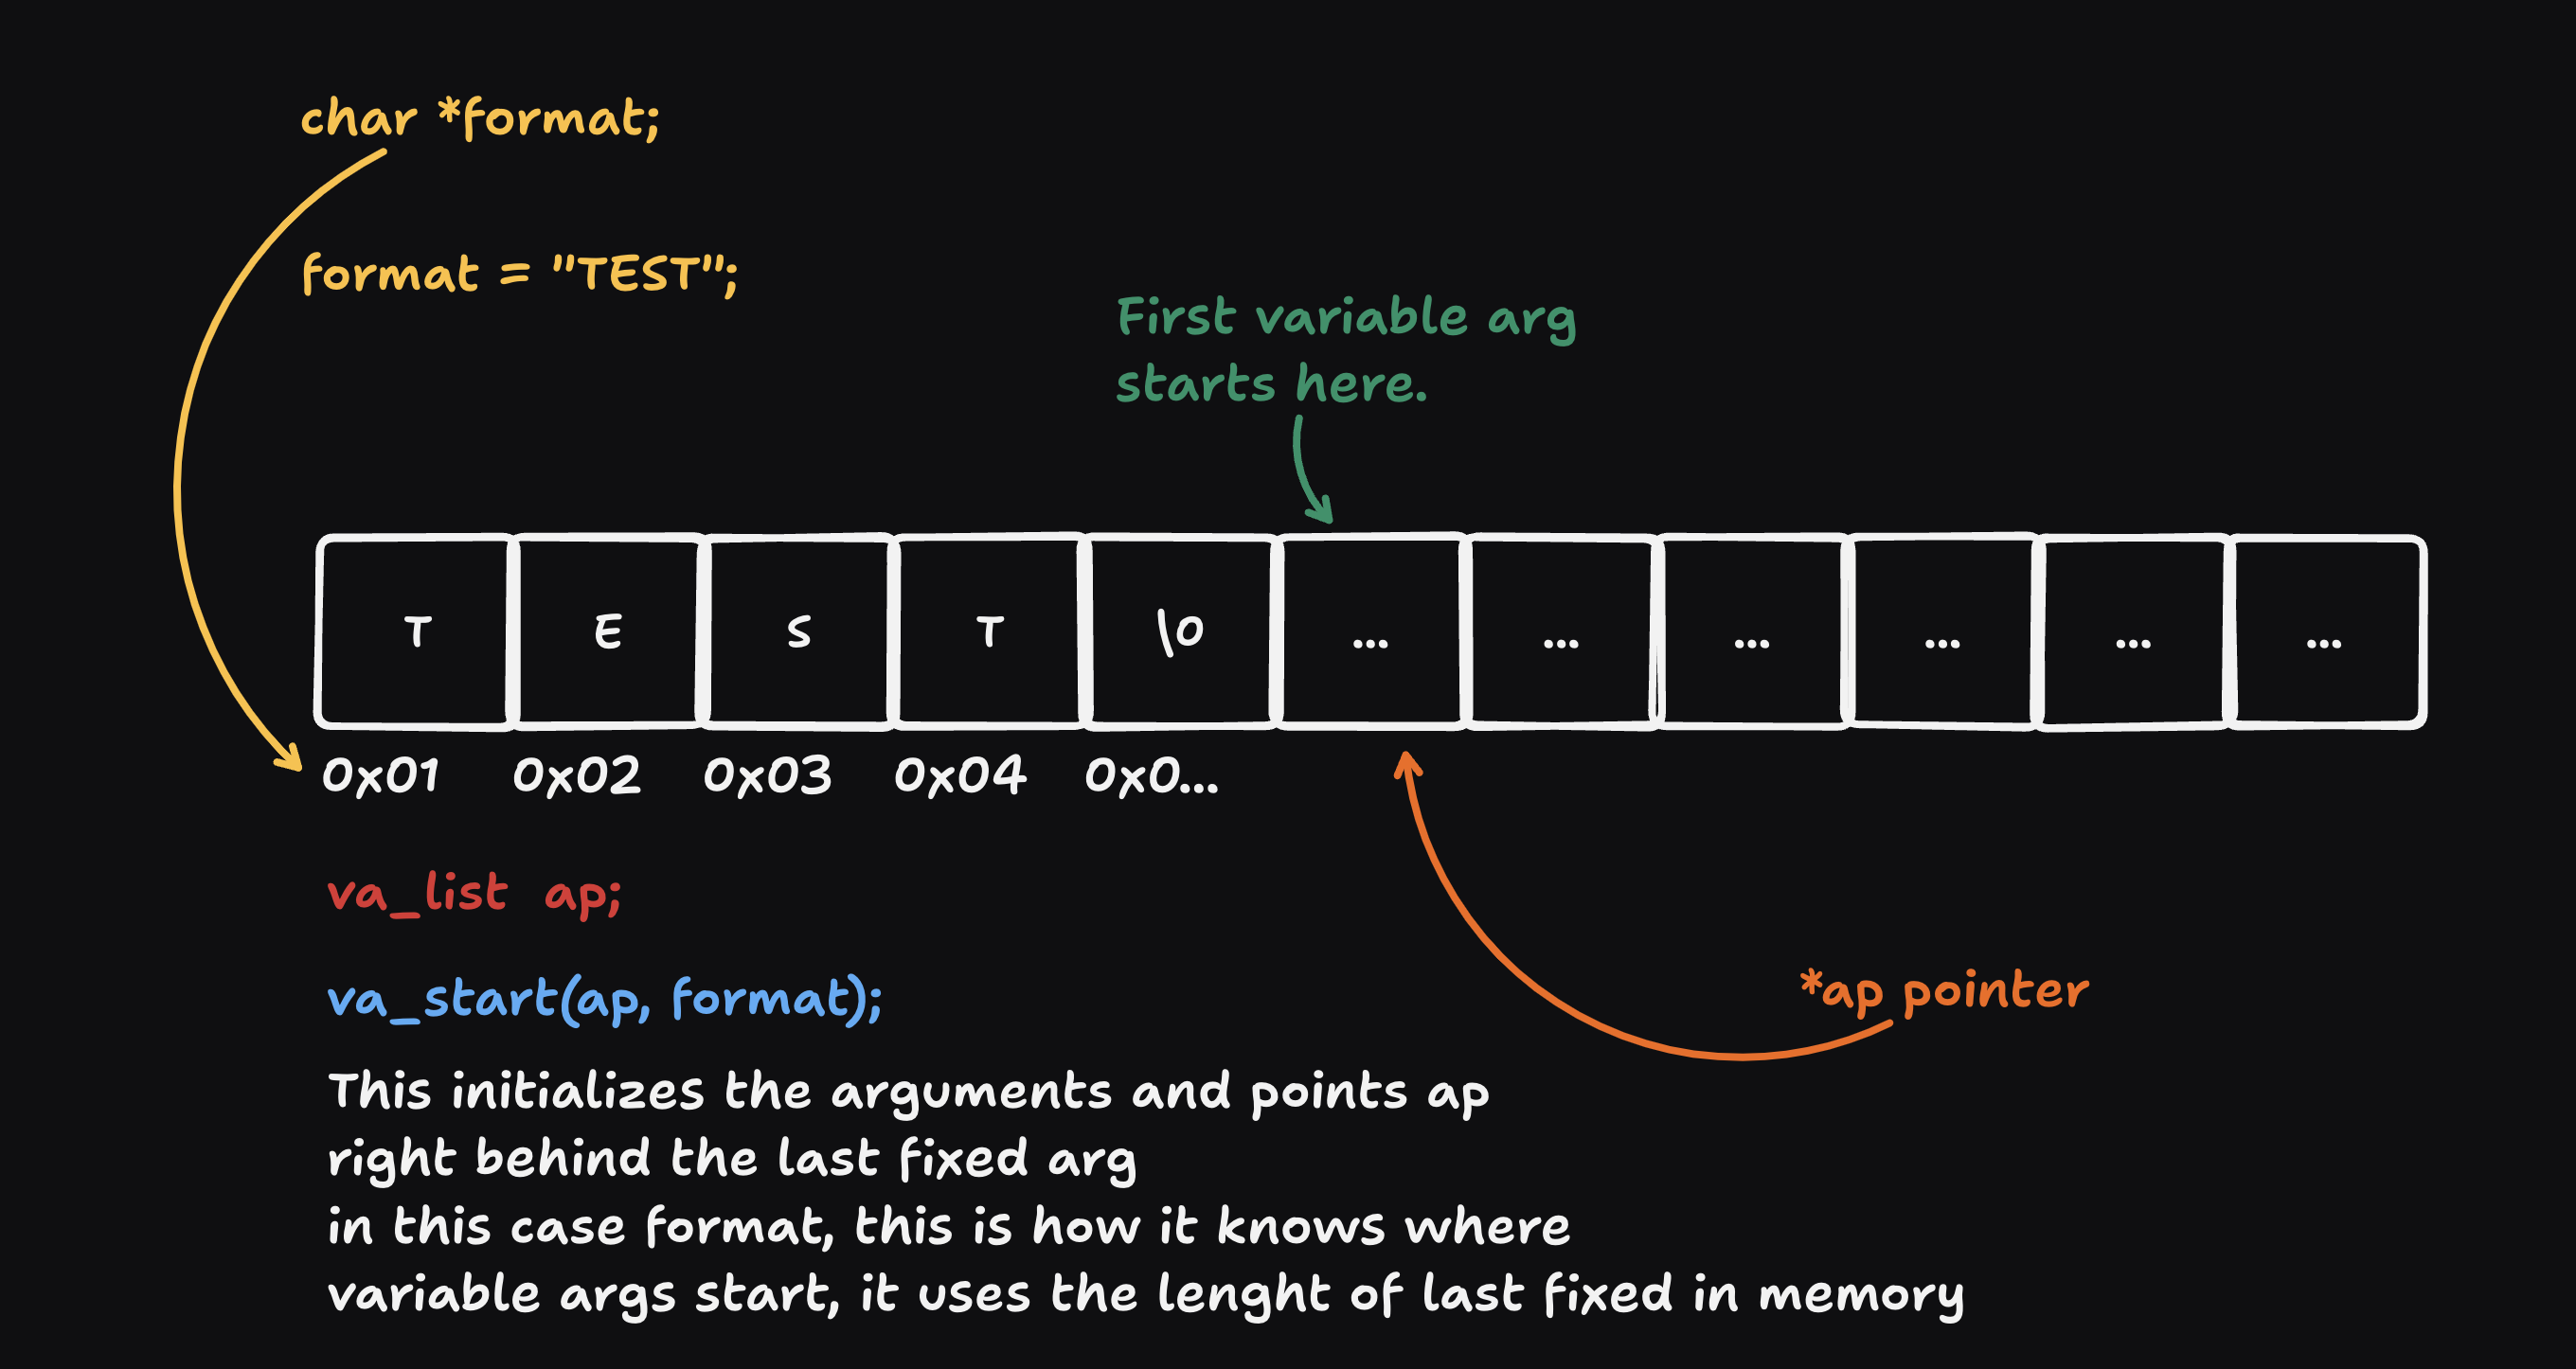 char *format;
format = "TEST";
First variable arg
starts here.
T E S T \0 ... ... ... ... ... ...
0x01 0x02 0x03 0x04 0x0...
va_list ap;
va_start(ap, format);
*ap pointer
This initializes the arguments and points ap
right behind the last fixed arg
in this case format, this is how it knows where
variable args start, it uses the lenght of last fixed in memory